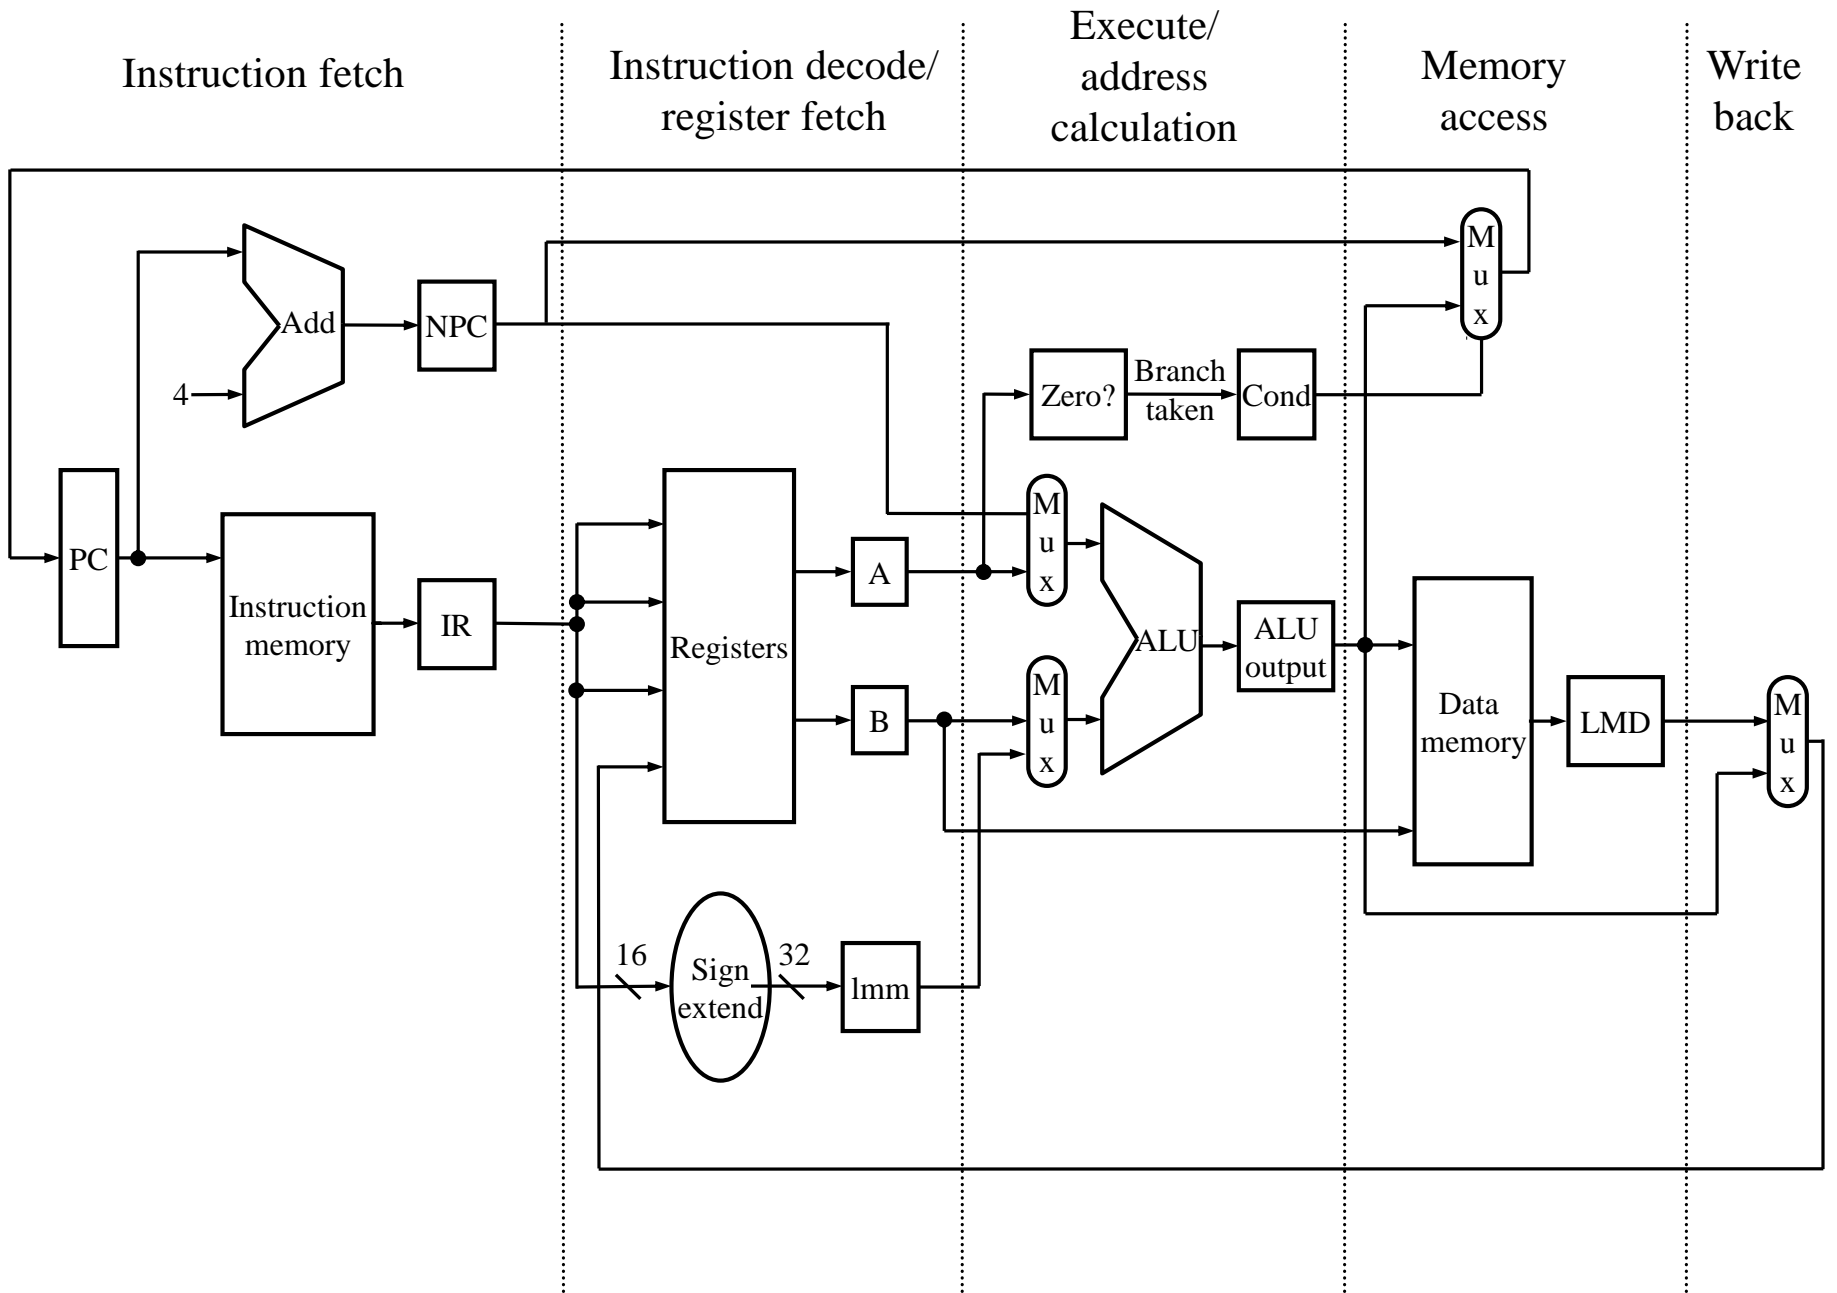 Instruction fetch
Instruction decode/
register fetch
Execute/
address
calculation
Memory
access
Write
back
Add
NPC
4
PC
Instruction
memory
IR
Registers
A
B
16
Sign
extend
32
lmm
Zero?
Branch
taken
Cond
M
u
x
M
u
x
ALU
ALU
output
M
u
x
Data
memory
LMD
M
u
x